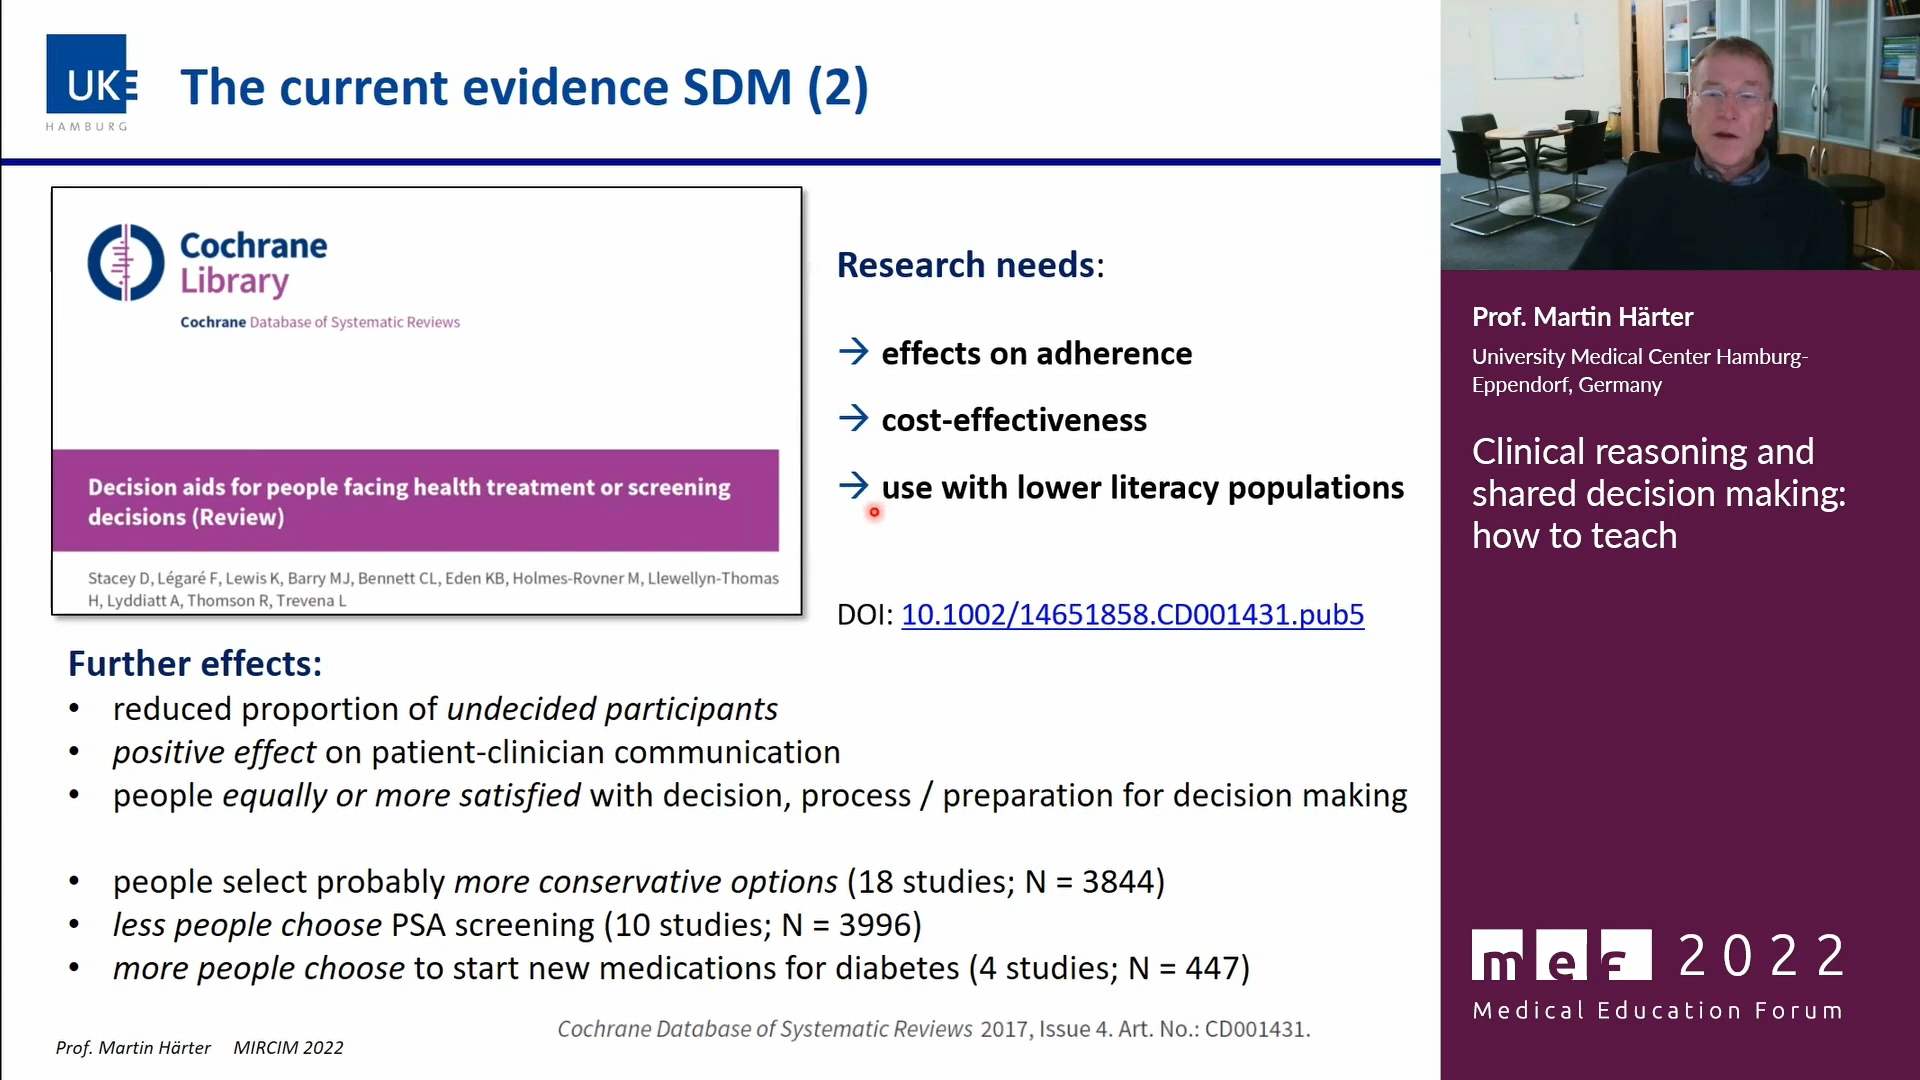 UKE
HAMBURG
The current evidence SDM (2)
Cochrane
Library
Cochrane Database of Systematic Reviews
Decision aids for people facing health treatment or screening
decisions (Review)
Stacey D, Légaré F, Lewis K, Barry MJ, Bennett CL, Eden KB, Holmes-Rovner M, Llewellyn-Thomas
H, Lyddiatt A, Thomson R, Trevena L
Research needs:
→ effects on adherence
→ cost-effectiveness
→ use with lower literacy populations
DOI: 10.1002/14651858.CD001431.pub5
Further effects:
• reduced proportion of undecided participants
• positive effect on patient-clinician communication
• people equally or more satisfied with decision, process / preparation for decision making
• people select probably more conservative options (18 studies; N = 3844)
• less people choose PSA screening (10 studies; N = 3996)
• more people choose to start new medications for diabetes (4 studies; N = 447)
Cochrane Database of Systematic Reviews 2017, Issue 4. Art. No.: CD001431.
Prof. Martin Härter MIRCIM 2022
Prof. Martin Härter
University Medical Center Hamburg-
Eppendorf, Germany
Clinical reasoning and
shared decision making:
how to teach
mef 2022
Medical Education Forum